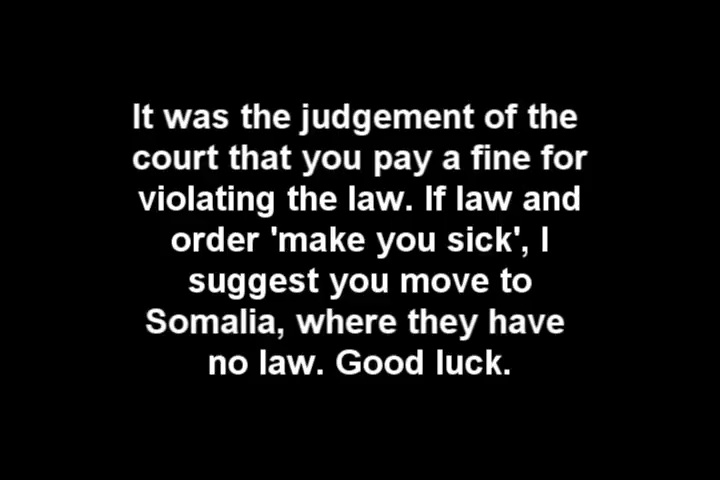 It was the judgement of the
court that you pay a fine for
violating the law. If law and
order 'make you sick', I
suggest you move to
Somalia, where they have
no law. Good luck.